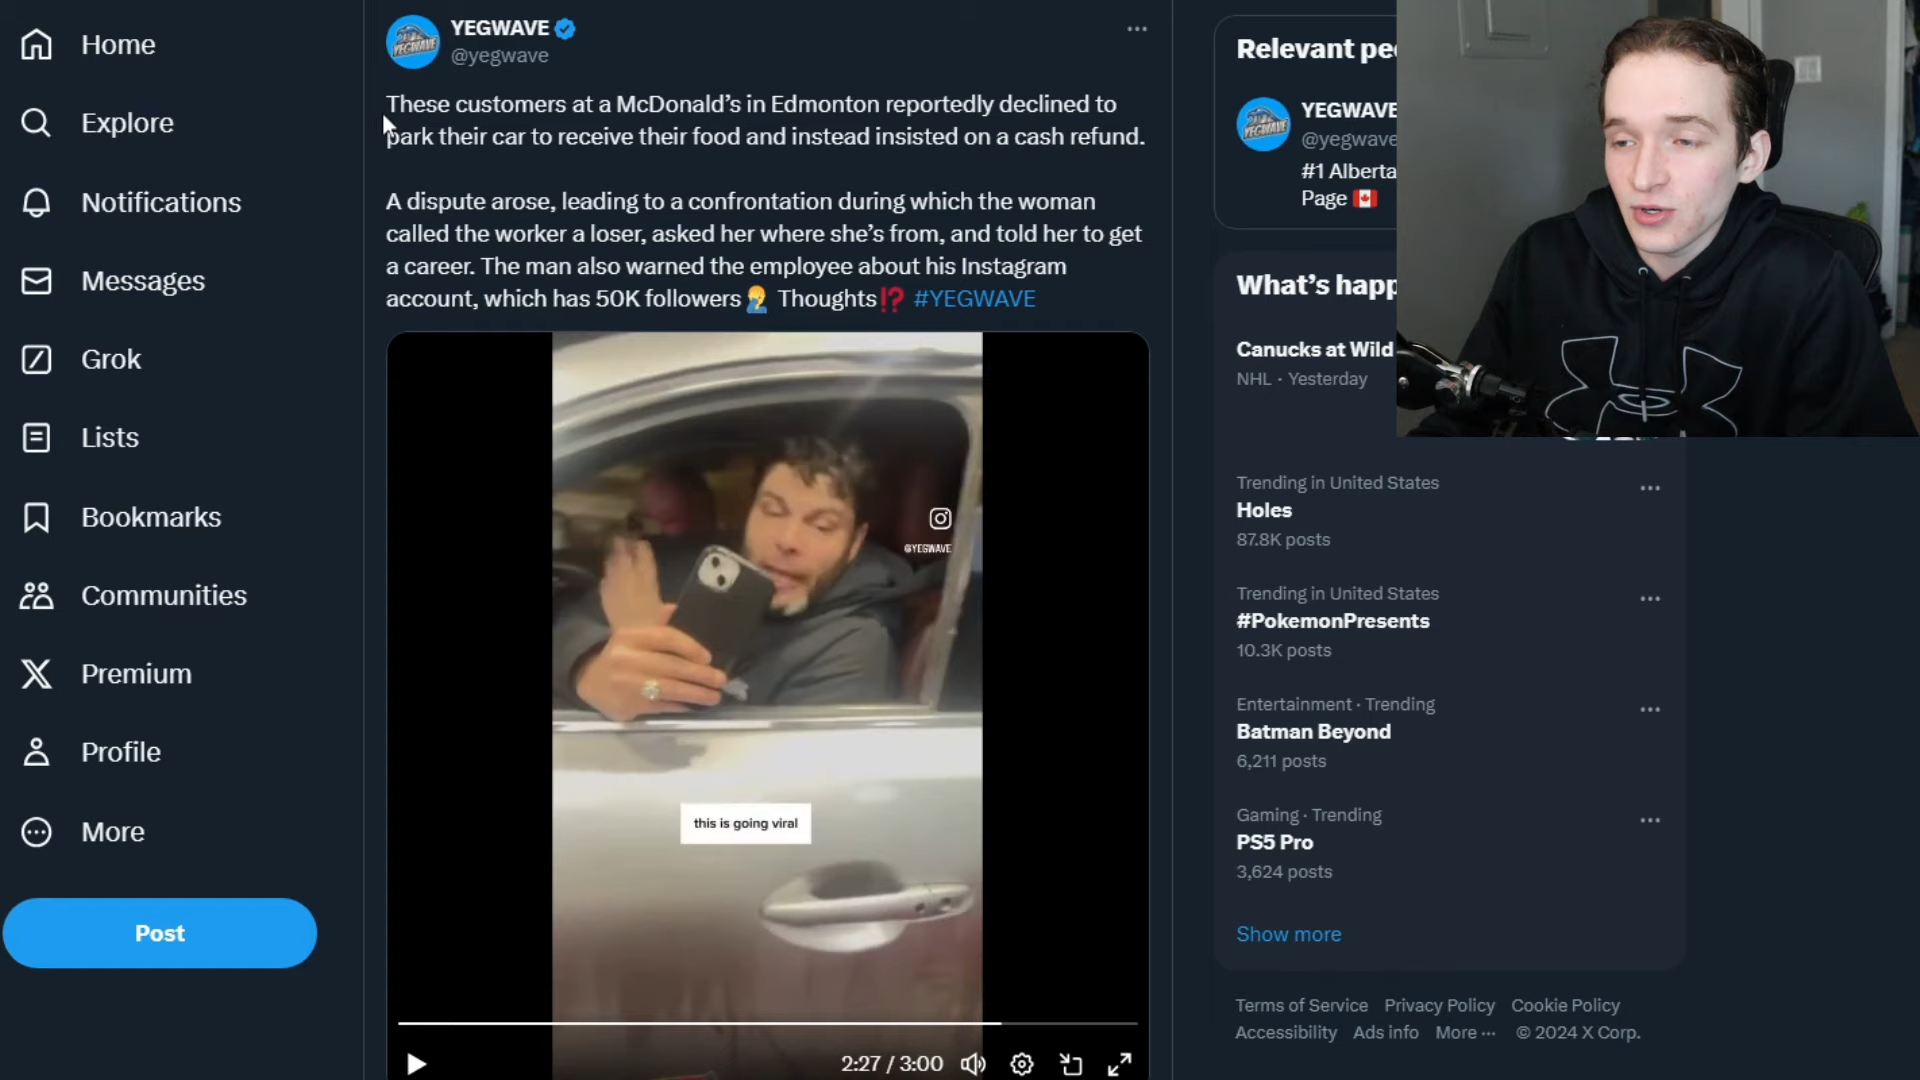 Home
Explore
Notifications
Messages
Grok
Lists
Bookmarks
Communities
Premium
Profile
More
Post
YEGWAVE
@yegwave
These customers at a McDonald's in Edmonton reportedly declined to
park their car to receive their food and instead insisted on a cash refund.
A dispute arose, leading to a confrontation during which the woman
called the worker a loser, asked her where she's from, and told her to get
a career. The man also warned the employee about his Instagram
account, which has 50K followers🤦 Thoughts⁉️ #YEGWAVE
@YEGWAVE
this is going viral
2:27 / 3:00
Relevant pe
YEGWAVE
@yegwave
#1 Alberta
Page 🇨🇦
What's happ
Canucks at Wild
NHL · Yesterday
Trending in United States
Holes
87.8K posts
Trending in United States
#PokemonPresents
10.3K posts
Entertainment · Trending
Batman Beyond
6,211 posts
Gaming · Trending
PS5 Pro
3,624 posts
Show more
Terms of Service Privacy Policy Cookie Policy
Accessibility Ads info More ··· © 2024 X Corp.